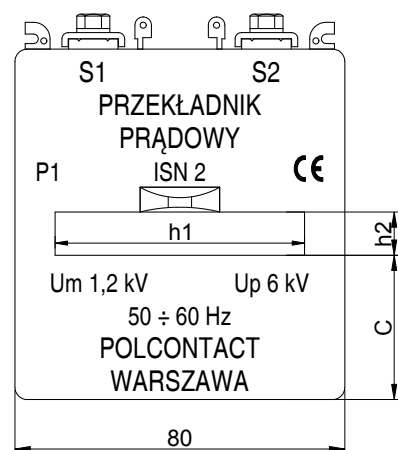 S1 S2
PRZEKŁADNIK
PRĄDOWY
P1 ISN 2 CE
h1 h2
Um 1,2 kV Up 6 kV
50 ÷ 60 Hz
C
POLCONTACT
WARSZAWA
80